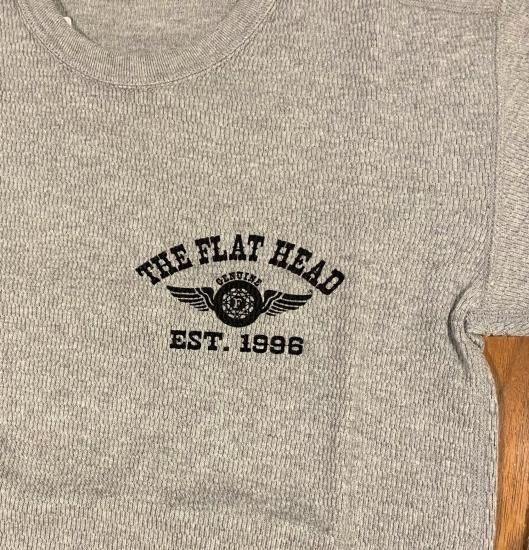 THE FLAT HEAD
GENUINE
F
EST. 1996